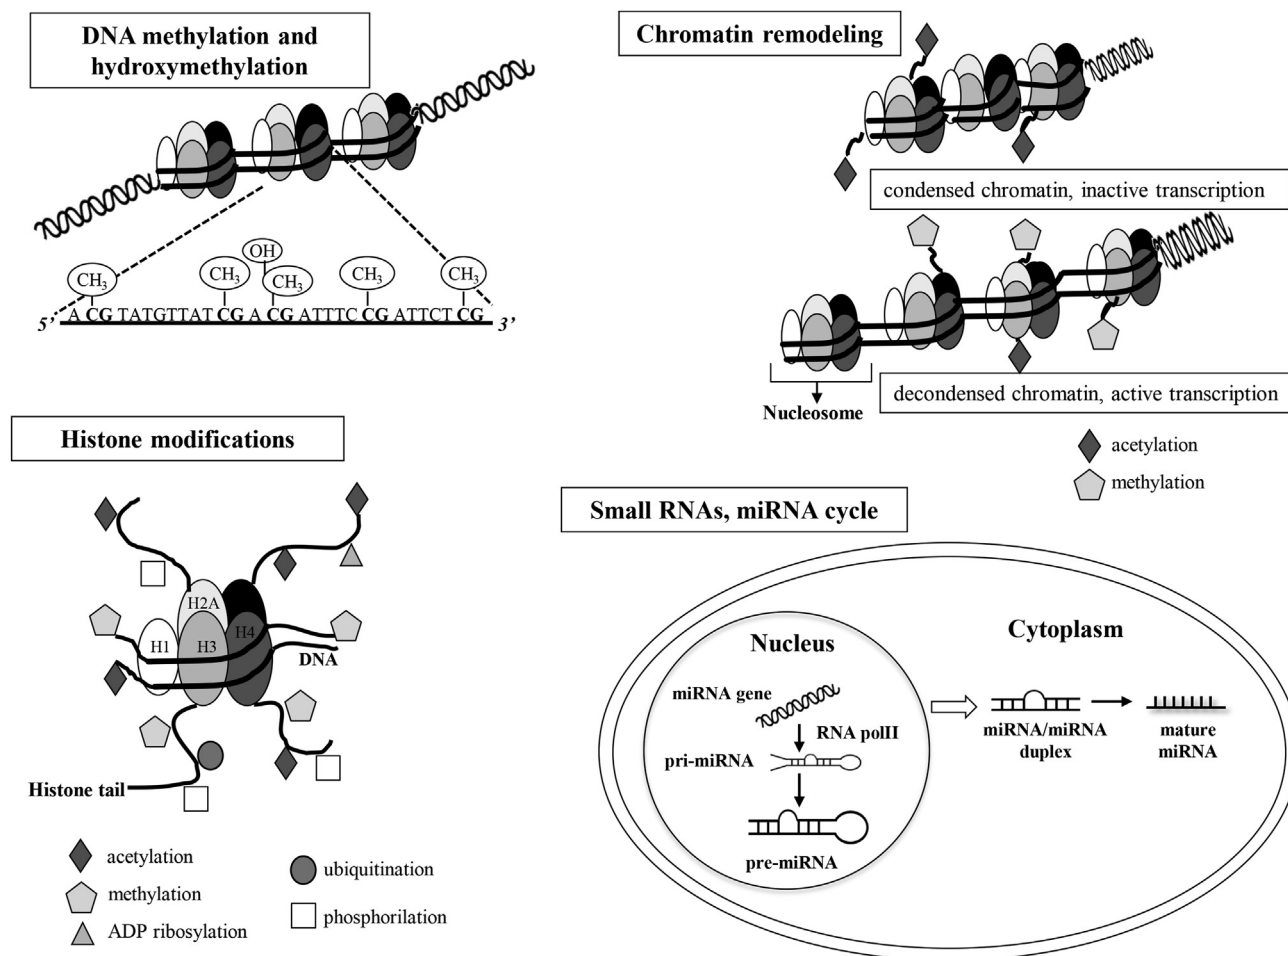 DNA methylation and
hydroxymethylation
OH
CH3 CH3 CH3 CH3 CH3
5’ A CG TATGTTAT CG A CG ATTTC CG ATTCT CG 3’
Chromatin remodeling
condensed chromatin, inactive transcription
decondensed chromatin, active transcription
Nucleosome
acetylation
methylation
Histone modifications
H2A
H1 H3 H4
DNA
Histone tail
acetylation
methylation
ADP ribosylation
ubiquitination
phosphorilation
Small RNAs, miRNA cycle
Nucleus
miRNA gene
RNA polII
pri-miRNA
pre-miRNA
Cytoplasm
miRNA/miRNA
duplex
mature
miRNA